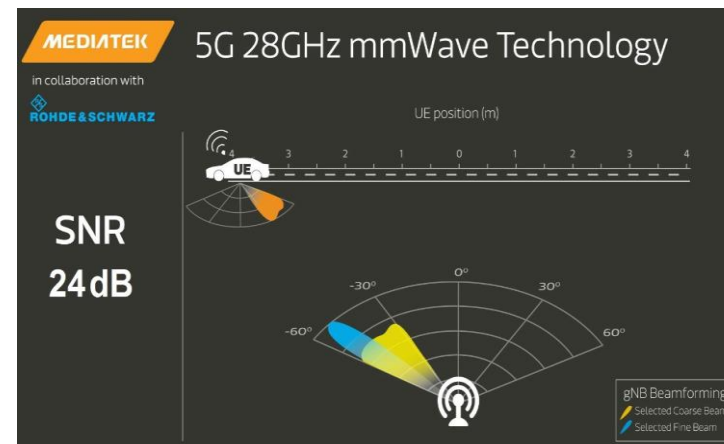 MEDIATEK
5G 28GHz mmWave Technology
in collaboration with
ROHDE&SCHWARZ
UE position (m)
4 3 2 1 0 1 2 3 4
UE
SNR
24dB
-60° -30° 0° 30° 60°
gNB Beamforming
Selected Coarse Beam
Selected Fine Beam